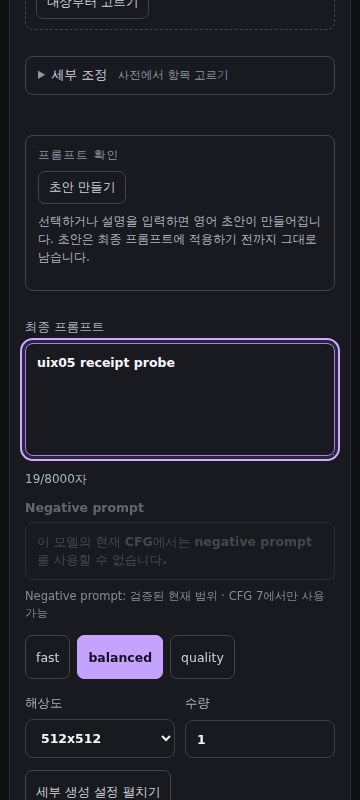 대상부터 고르기
▶ 세부 조정 사전에서 항목 고르기
프롬프트 확인
초안 만들기
선택하거나 설명을 입력하면 영어 초안이 만들어집니
다. 초안은 최종 프롬프트에 적용하기 전까지 그대로
남습니다.
최종 프롬프트
uix05 receipt probe
19/8000자
Negative prompt
이 모델의 현재 CFG에서는 negative prompt
를 사용할 수 없습니다.
Negative prompt: 검증된 현재 범위 · CFG 7에서만 사용
가능
fast balanced quality
해상도 수량
512x512 1
세부 생성 설정 펼치기